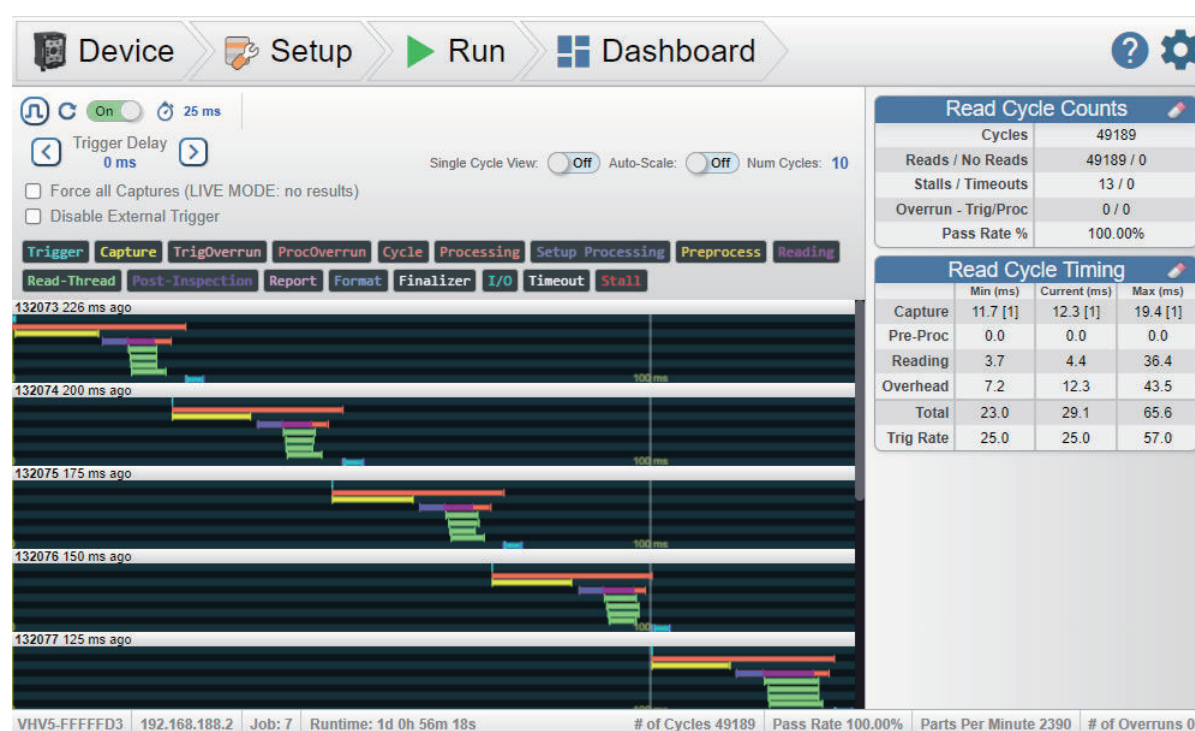 Device Setup Run Dashboard
On 25 ms
Trigger Delay
0 ms
Single Cycle View: Off Auto-Scale: Off Num Cycles: 10
Force all Captures (LIVE MODE: no results)
Disable External Trigger
Trigger Capture TrigOverrun ProcOverrun Cycle Processing Setup Processing Preprocess Reading
Read-Thread Post-Inspection Report Format Finalizer I/O Timeout Stall
132073 226 ms ago
100 ms
132074 200 ms ago
100 ms
132075 175 ms ago
100 ms
132076 150 ms ago
100
132077 125 ms ago
Read Cycle Counts
Cycles 49189
Reads / No Reads 49189 / 0
Stalls / Timeouts 13 / 0
Overrun - Trig/Proc 0 / 0
Pass Rate % 100.00%
Read Cycle Timing
Min (ms) Current (ms) Max (ms)
Capture 11.7 [1] 12.3 [1] 19.4 [1]
Pre-Proc 0.0 0.0 0.0
Reading 3.7 4.4 36.4
Overhead 7.2 12.3 43.5
Total 23.0 29.1 65.6
Trig Rate 25.0 25.0 57.0
VHV5-FFFFFD3 192.168.188.2 Job: 7 Runtime: 1d 0h 56m 18s # of Cycles 49189 Pass Rate 100.00% Parts Per Minute 2390 # of Overruns 0